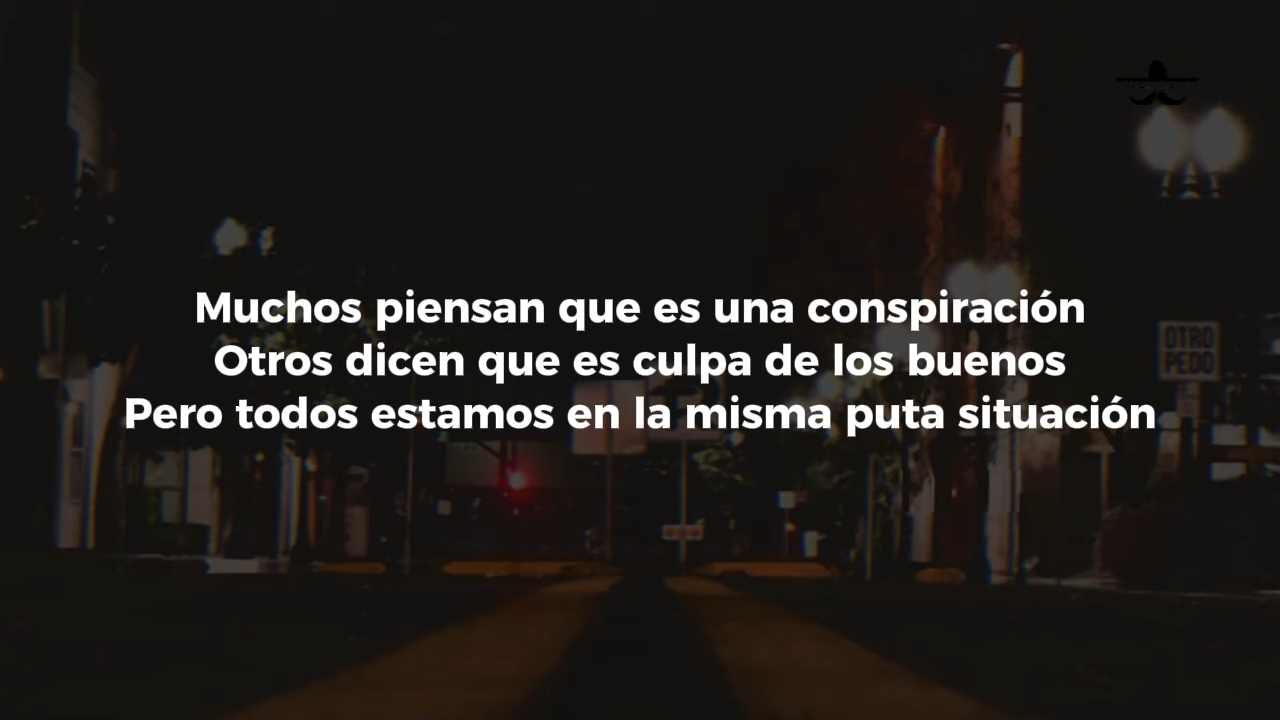 OTRO
PEDO
Muchos piensan que es una conspiración
Otros dicen que es culpa de los buenos
Pero todos estamos en la misma puta situación